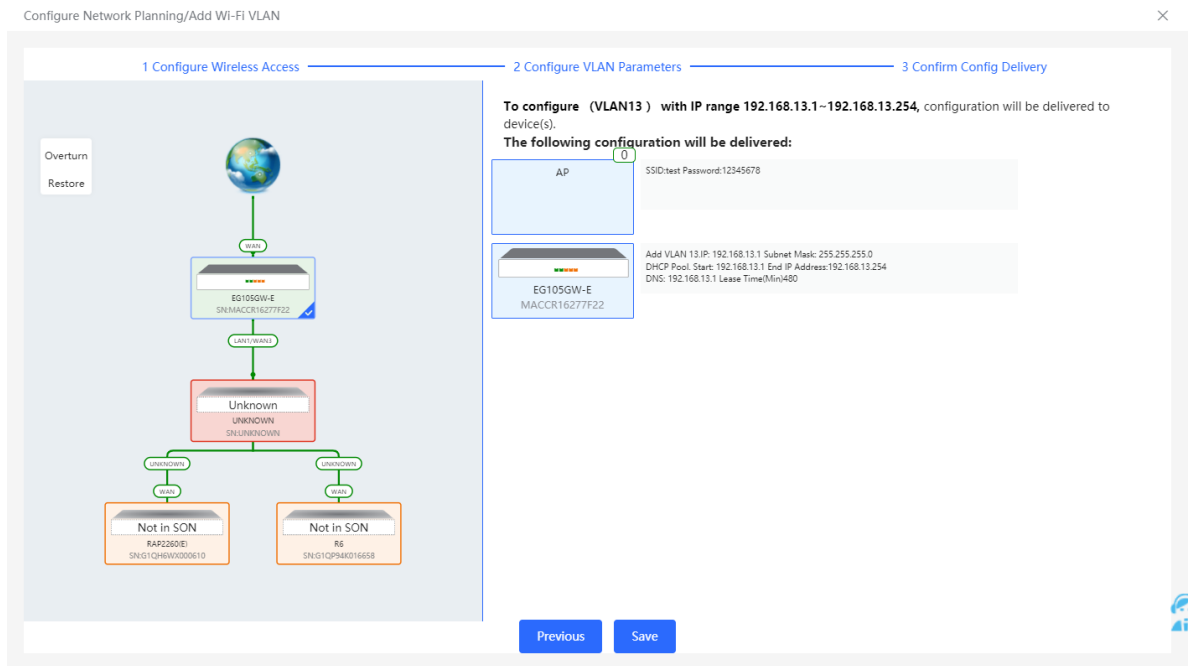 Configure Network Planning/Add Wi-Fi VLAN
1 Configure Wireless Access
2 Configure VLAN Parameters
3 Confirm Config Delivery
Overturn
Restore
WAN
EG105GW-E
SN:MACCR16277F22
LAN1/WAN3
Unknown
UNKNOWN
SN:UNKNOWN
UNKNOWN
UNKNOWN
WAN
WAN
Not in SON
RAP2260(E)
SN:G1QH6WX000610
Not in SON
R6
SN:G1QP94K016658
To configure （VLAN13 ） with IP range 192.168.13.1~192.168.13.254, configuration will be delivered to
device(s).
The following configuration will be delivered:
0
AP
SSID:test Password:12345678
EG105GW-E
MACCR16277F22
Add VLAN 13.IP: 192.168.13.1 Subnet Mask: 255.255.255.0
DHCP Pool. Start: 192.168.13.1 End IP Address:192.168.13.254
DNS: 192.168.13.1 Lease Time(Min)480
Previous
Save